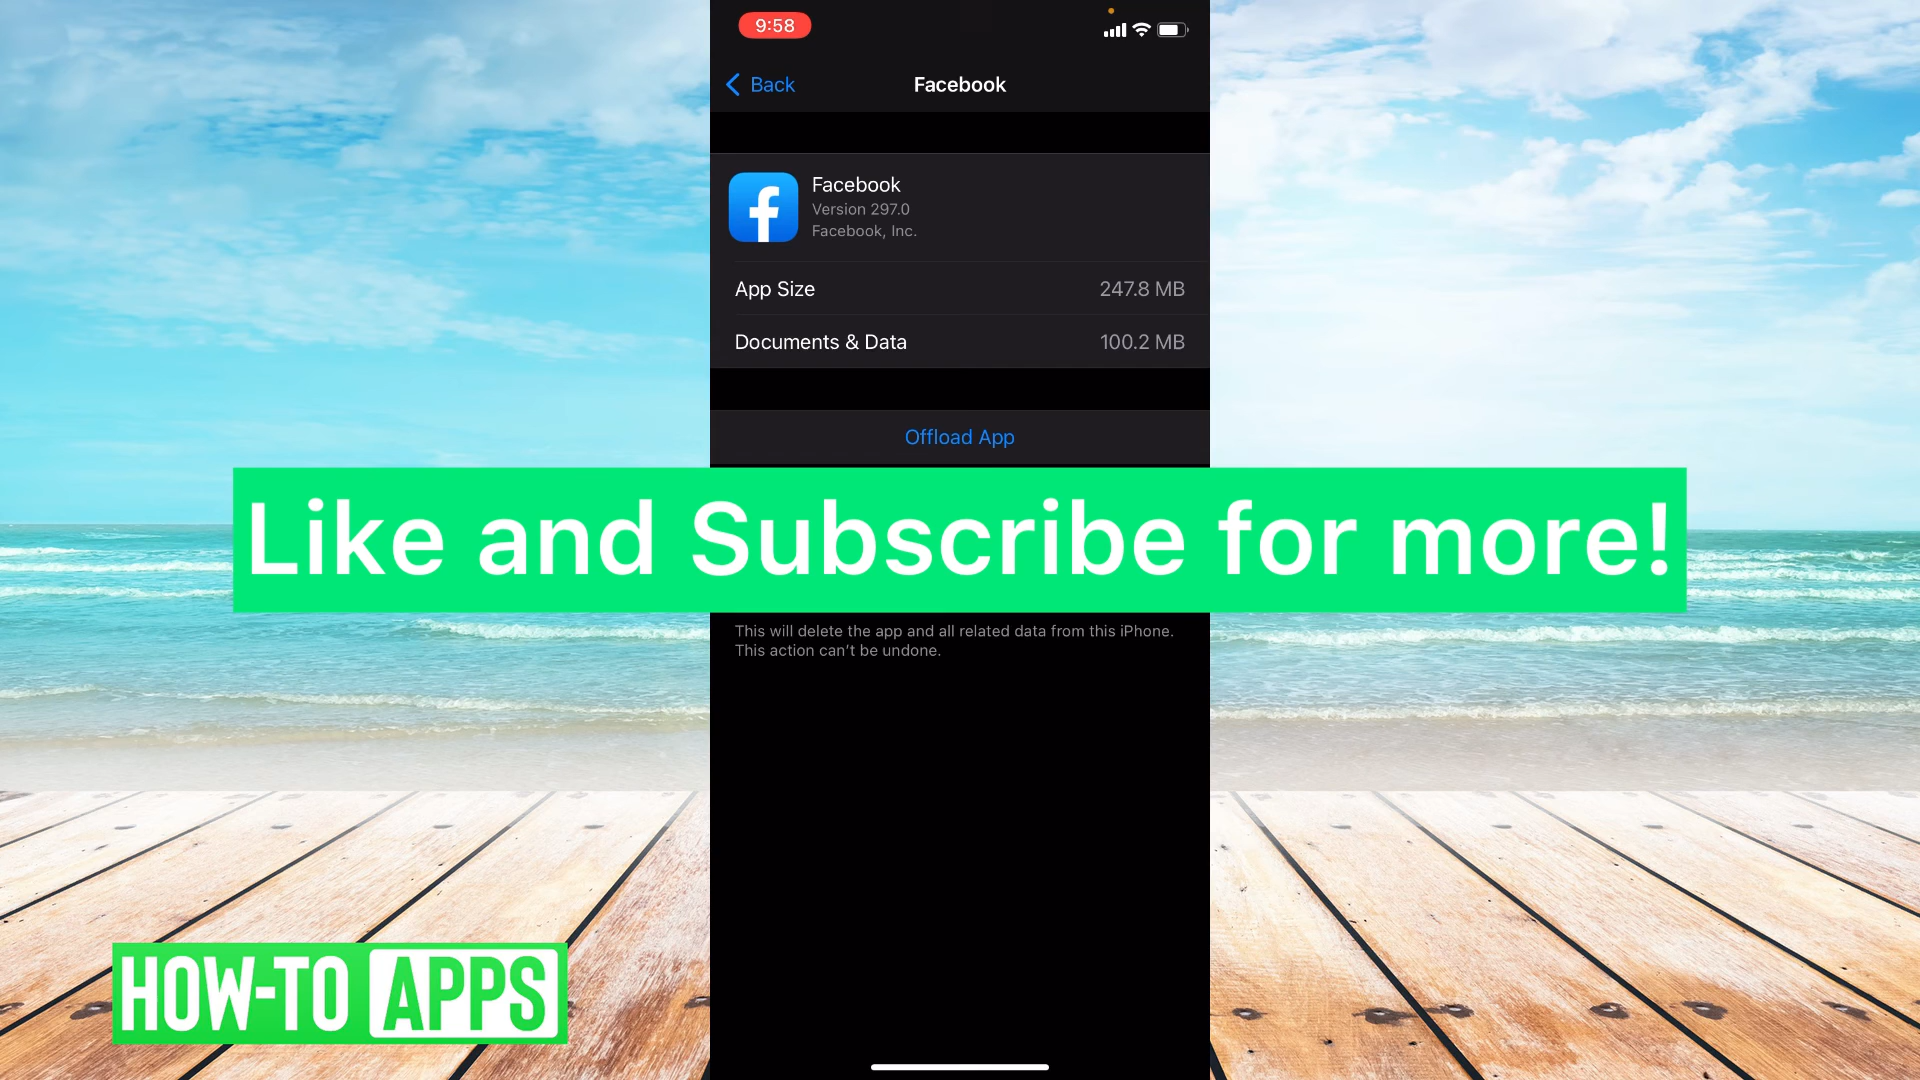 9:58
Back
Facebook
Facebook
Version 297.0
Facebook, Inc.
App Size 247.8 MB
Documents & Data 100.2 MB
Offload App
Like and Subscribe for more!
This will delete the app and all related data from this iPhone.
This action can't be undone.
HOW-TO APPS